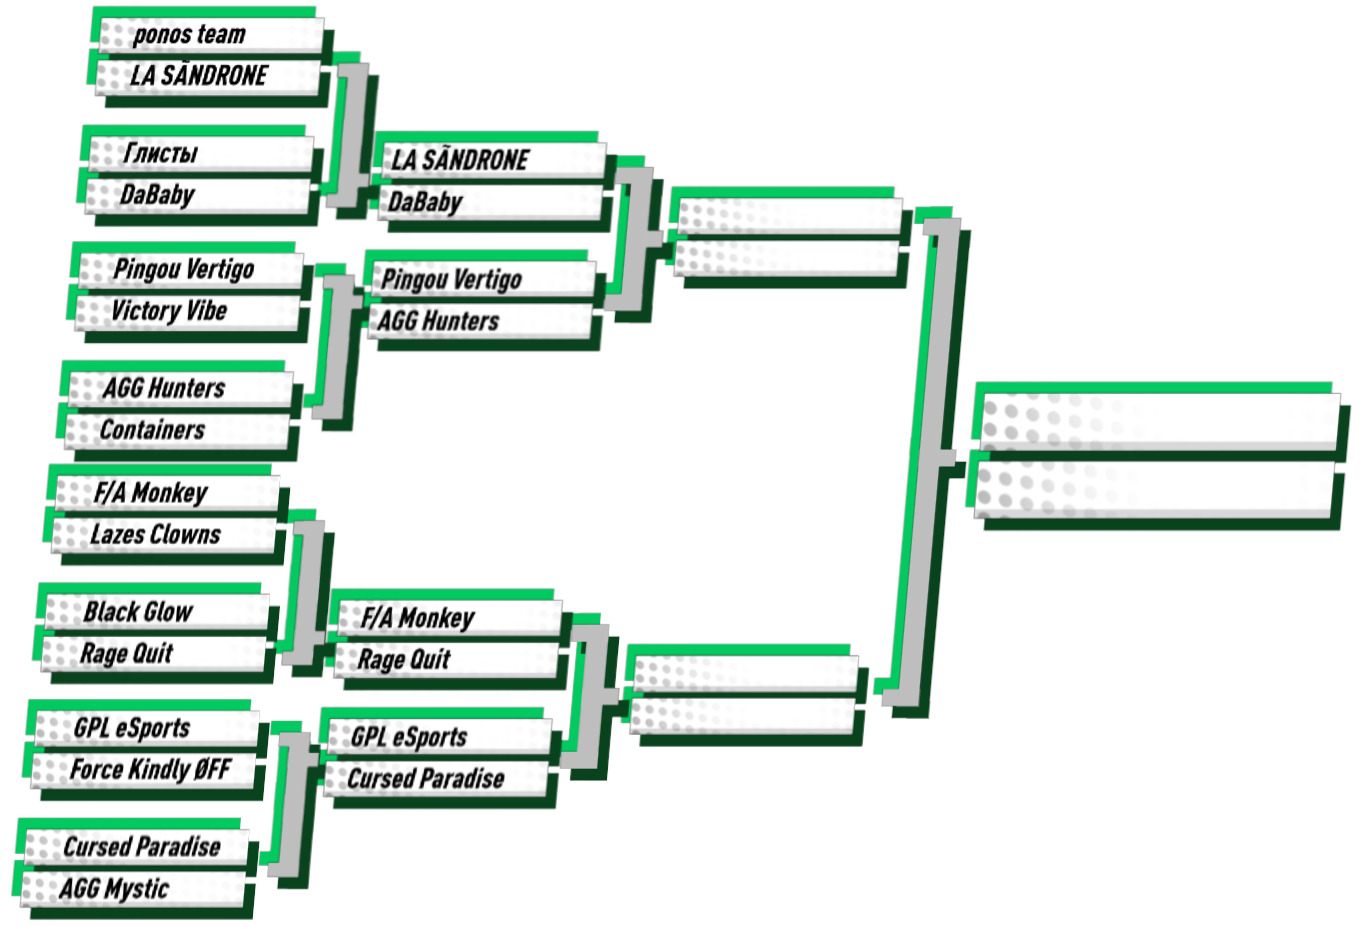 ponos team
LA SÃNDRONE
Глисты
DaBaby
Pingou Vertigo
Victory Vibe
AGG Hunters
Containers
F/A Monkey
Lazes Clowns
Black Glow
Rage Quit
GPL eSports
Force Kindly ØFF
Cursed Paradise
AGG Mystic
LA SÃNDRONE
DaBaby
Pingou Vertigo
AGG Hunters
F/A Monkey
Rage Quit
GPL eSports
Cursed Paradise